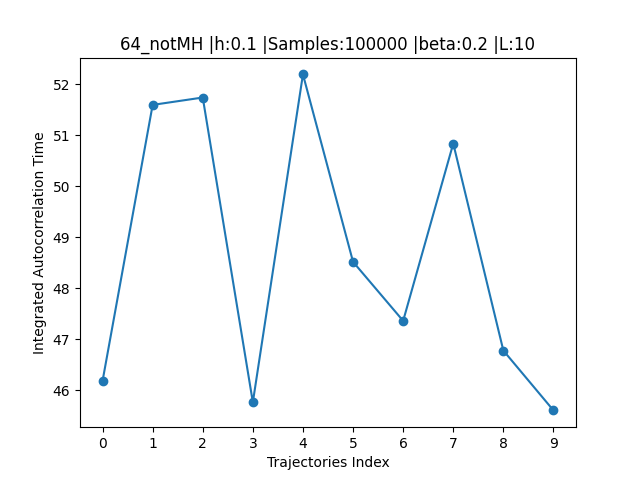 64_notMH |h:0.1 |Samples:100000 |beta:0.2 |L:10
52
51
50
49
48
47
46
Integrated Autocorrelation Time
0 1 2 3 4 5 6 7 8 9
Trajectories Index